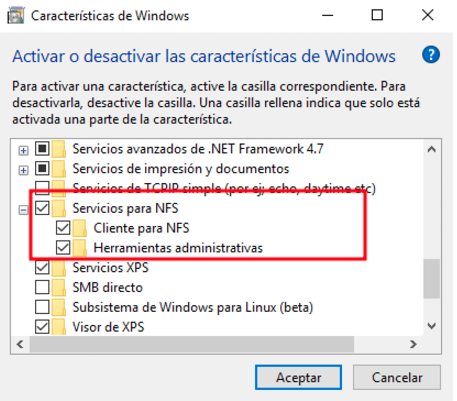 Características de Windows
Activar o desactivar las características de Windows
Para activar una característica, active la casilla correspondiente. Para
desactivarla, desactive la casilla. Una casilla rellena indica que solo está
activada una parte de la característica.
Servicios avanzados de .NET Framework 4.7
Servicios de impresión y documentos
Servicios de TCPIP simple (por ej; echo, daytime etc)
Servicios para NFS
Cliente para NFS
Herramientas administrativas
Servicios XPS
SMB directo
Subsistema de Windows para Linux (beta)
Visor de XPS
Aceptar
Cancelar